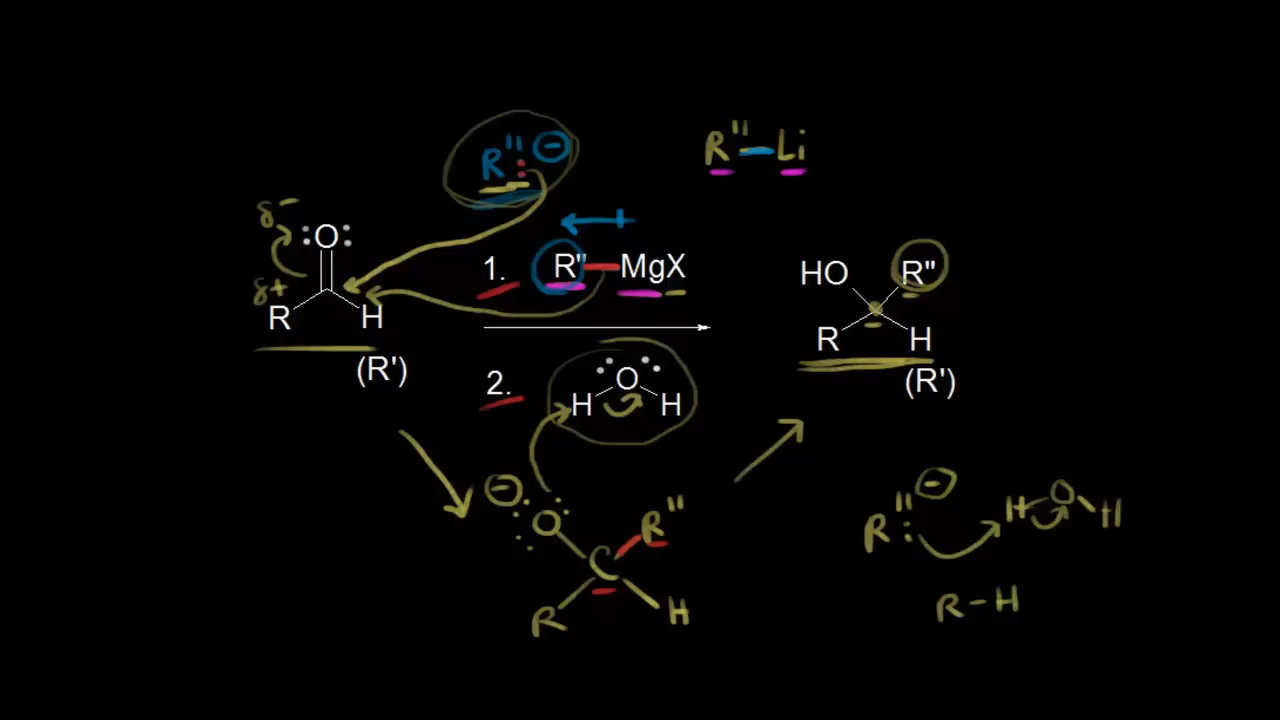 R" ⊖
R" – Li
δ-
:O:
1. R" – MgX
δ+
R H
(R')
HO R"
R H
(R')
2. H O H
⊖
O R"
C
R H
R" : ⊖ H O H
R – H